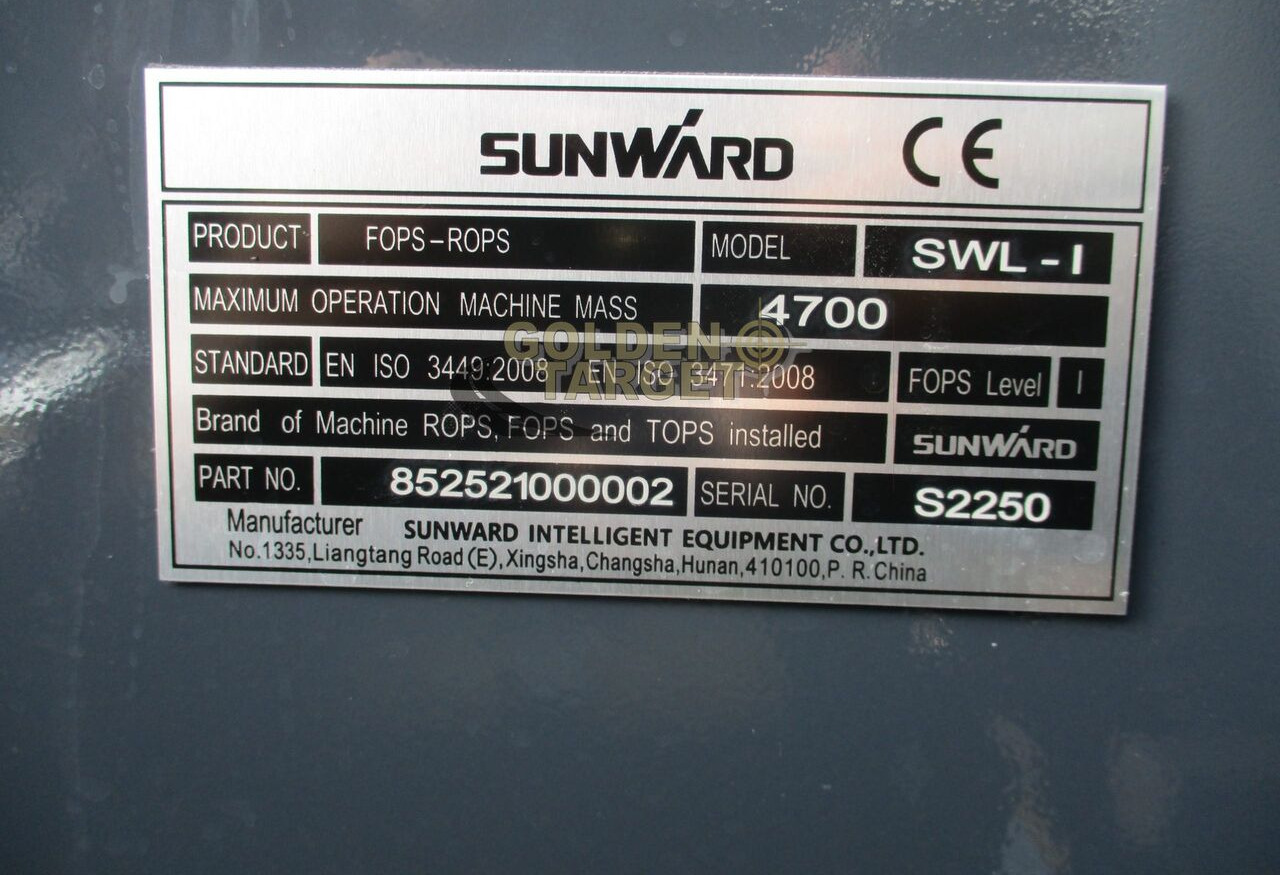 SUNWARD CE
PRODUCT FOPS-ROPS MODEL SWL-I
MAXIMUM OPERATION MACHINE MASS 4700
GOLDEN
TARGET
STANDARD EN ISO 3449:2008 EN ISO 3471:2008 FOPS Level I
Brand of Machine ROPS, FOPS and TOPS installed SUNWARD
PART NO. 852521000002 SERIAL NO. S2250
Manufacturer SUNWARD INTELLIGENT EQUIPMENT CO.,LTD.
No.1335,Liangtang Road(E),Xingsha,Changsha,Hunan,410100,P. R.China